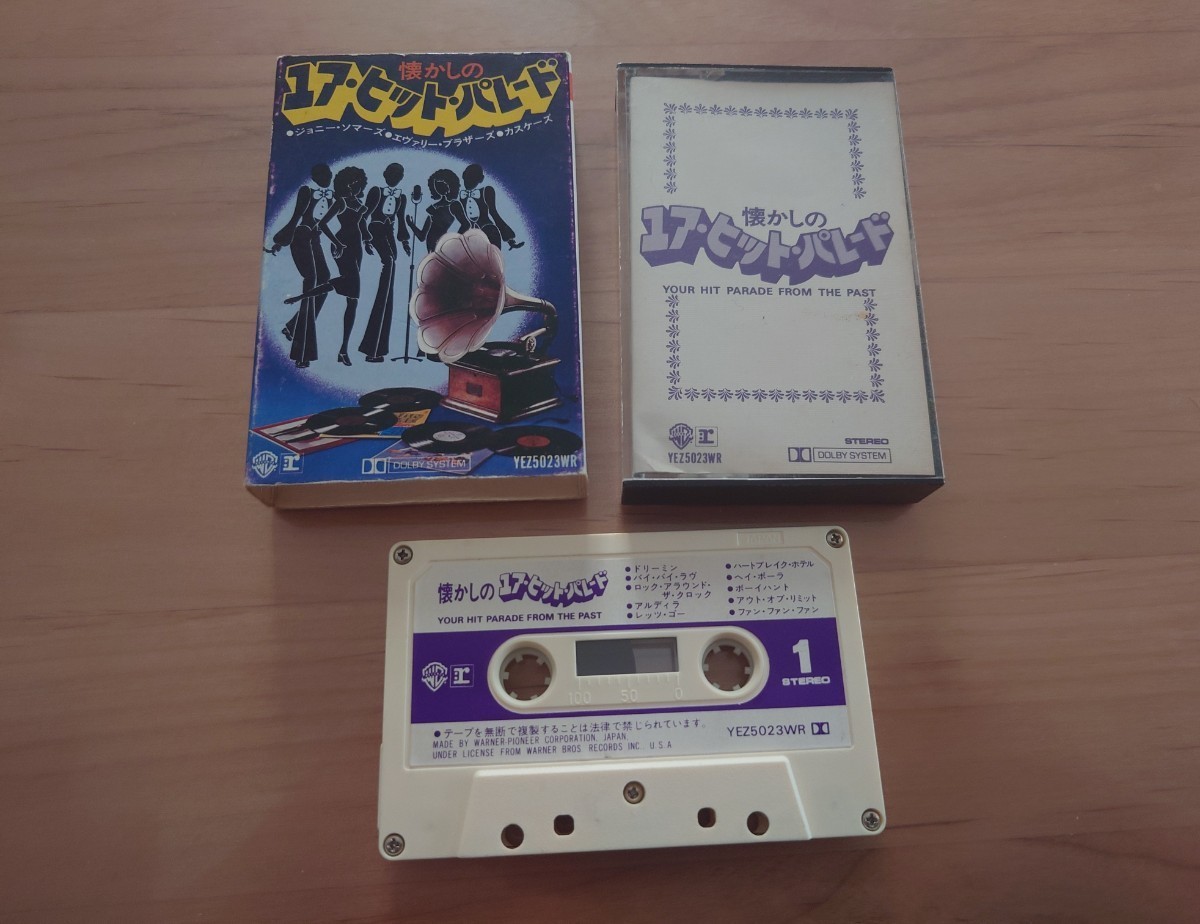 懐かしの
17・ヒット・パレード
●ジョニー・ソマーズ●エヴァリー・ブラザーズ●カスケーズ
DOLBY SYSTEM
YEZ5023WR
懐かしの
17・ヒット・パレード
YOUR HIT PARADE FROM THE PAST
STEREO
YEZ5023WR
DOLBY SYSTEM
懐かしの 17・ヒット・パレード
YOUR HIT PARADE FROM THE PAST
●ドリーミン
●バイ・バイ・ラヴ
●ロック・アラウンド・
ザ・クロック
●アルディラ
●レッツ・ゴー
●ハートブレイク・ホテル
●ヘイ・ポーラ
●ボーイハント
●アウト・オブ・リミット
●ファン・ファン・ファン
1
STEREO
100 50 0
●テープを無断で複製することは法律で禁じられています。
MADE BY WARNER-PIONEER CORPORATION, JAPAN.
UNDER LICENSE FROM WARNER BROS. RECORDS INC. U.S.A
YEZ5023WR